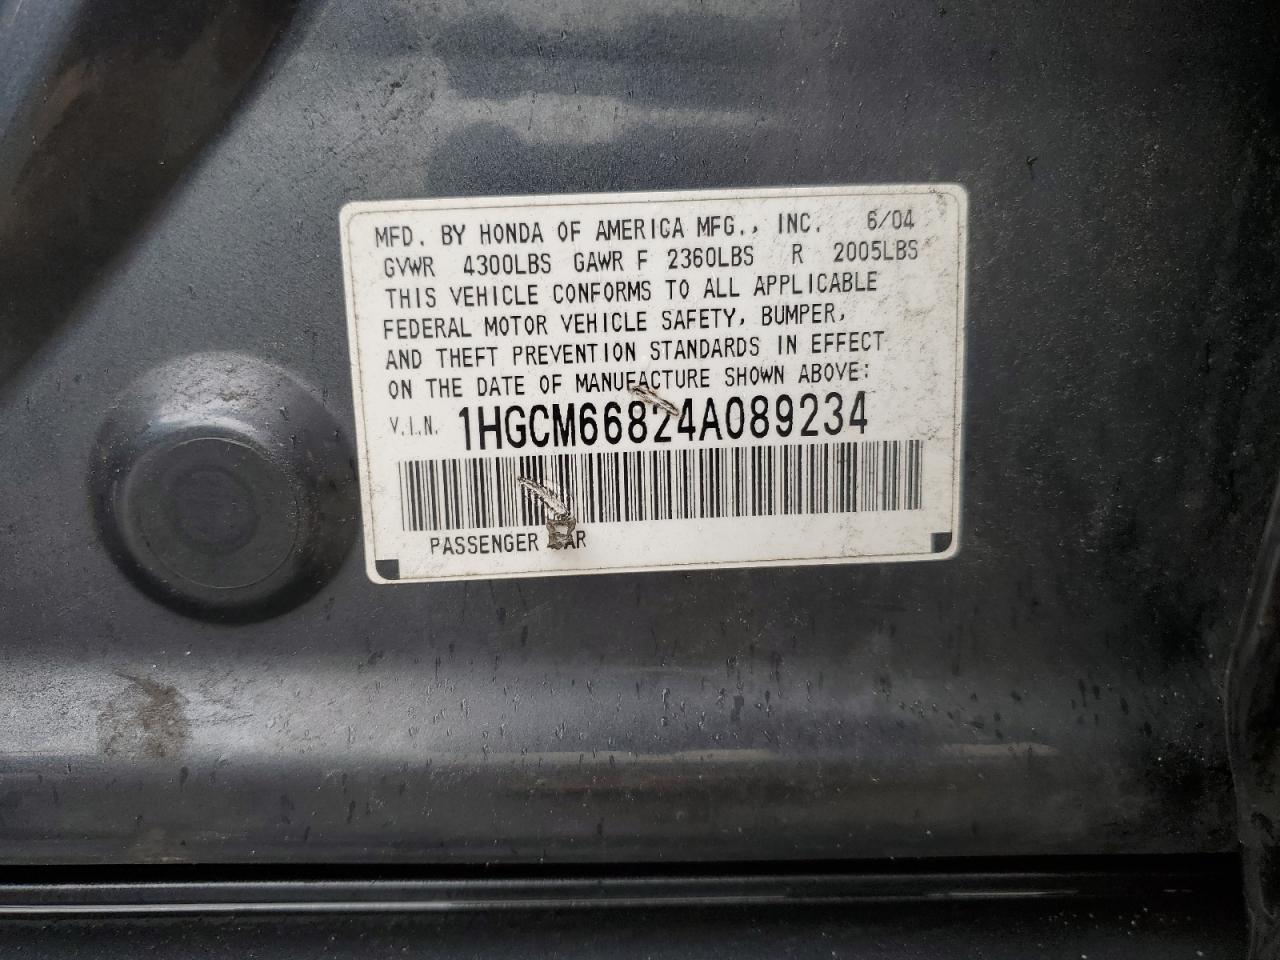 MFD. BY HONDA OF AMERICA MFG., INC. 6/04
GVWR 4300LBS GAWR F 2360LBS R 2005LBS
THIS VEHICLE CONFORMS TO ALL APPLICABLE
FEDERAL MOTOR VEHICLE SAFETY, BUMPER,
AND THEFT PREVENTION STANDARDS IN EFFECT
ON THE DATE OF MANUFACTURE SHOWN ABOVE:
V.I.N. 1HGCM66824A089234
PASSENGER CAR